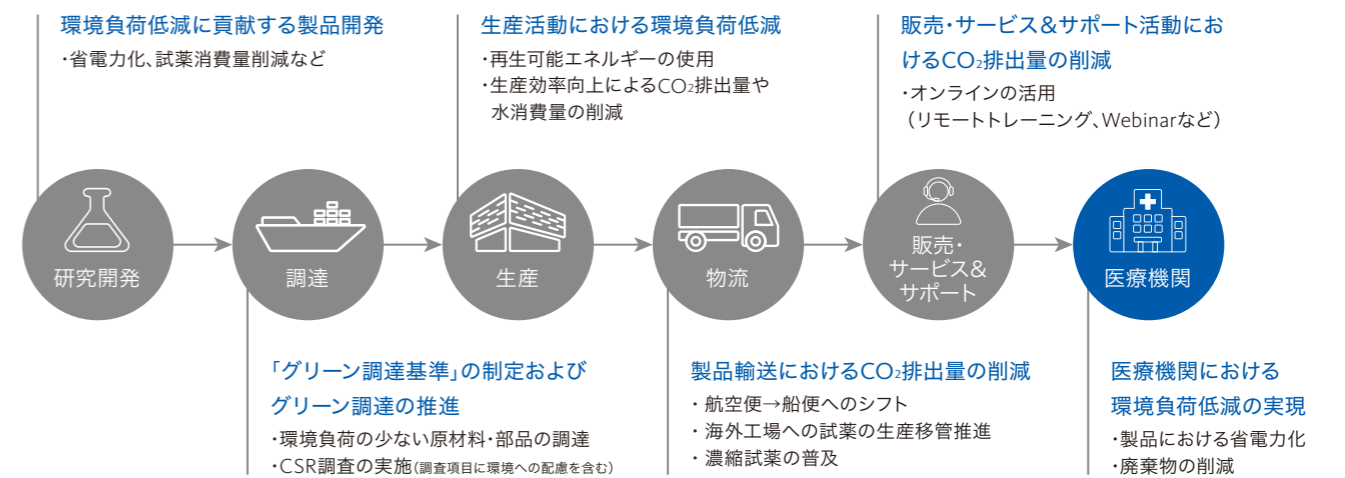 環境負荷低減に貢献する製品開発
・省電力化、試薬消費量削減など
生産活動における環境負荷低減
・再生可能エネルギーの使用
・生産効率向上によるCO₂排出量や
水消費量の削減
販売・サービス&サポート活動にお
けるCO₂排出量の削減
・オンラインの活用
（リモートトレーニング、Webinarなど）
研究開発
調達
生産
物流
販売・
サービス&
サポート
医療機関
「グリーン調達基準」の制定および
グリーン調達の推進
・環境負荷の少ない原材料・部品の調達
・CSR調査の実施（調査項目に環境への配慮を含む）
製品輸送におけるCO₂排出量の削減
・航空便→船便へのシフト
・海外工場への試薬の生産移管推進
・濃縮試薬の普及
医療機関における
環境負荷低減の実現
・製品における省電力化
・廃棄物の削減